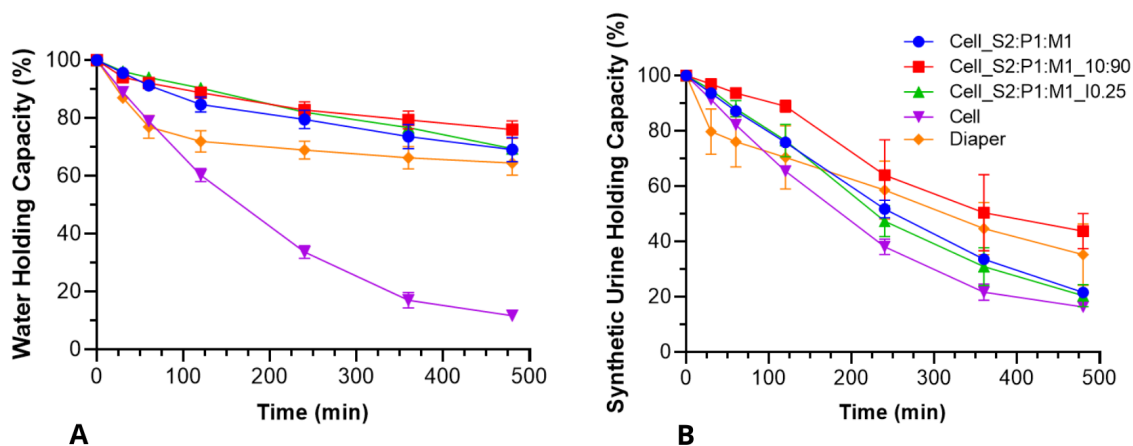 Water Holding Capacity (%)
100
80
60
40
20
0
0 100 200 300 400 500
Time (min)
A
Synthetic Urine Holding Capacity (%)
100
80
60
40
20
0
0 100 200 300 400 500
Time (min)
B
Cell_S2:P1:M1
Cell_S2:P1:M1_10:90
Cell_S2:P1:M1_I0.25
Cell
Diaper